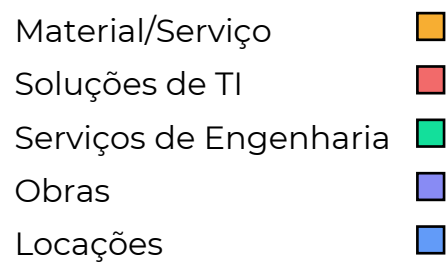 Material/Serviço
Soluções de TI
Serviços de Engenharia
Obras
Locações